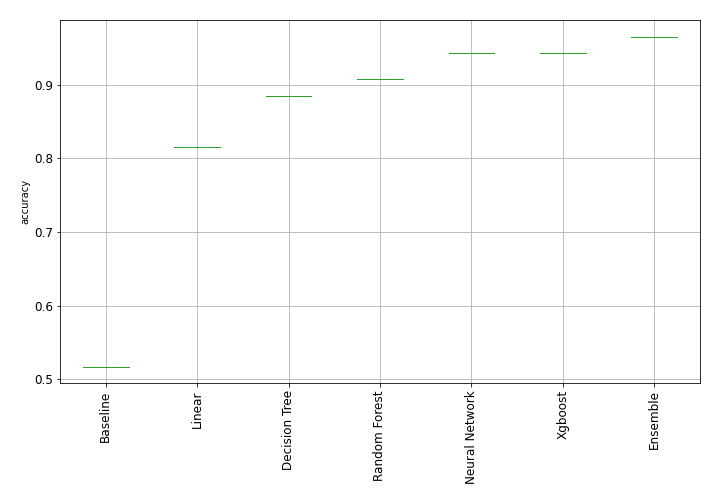 accuracy
0.9
0.8
0.7
0.6
0.5
Baseline
Linear
Decision Tree
Random Forest
Neural Network
Xgboost
Ensemble